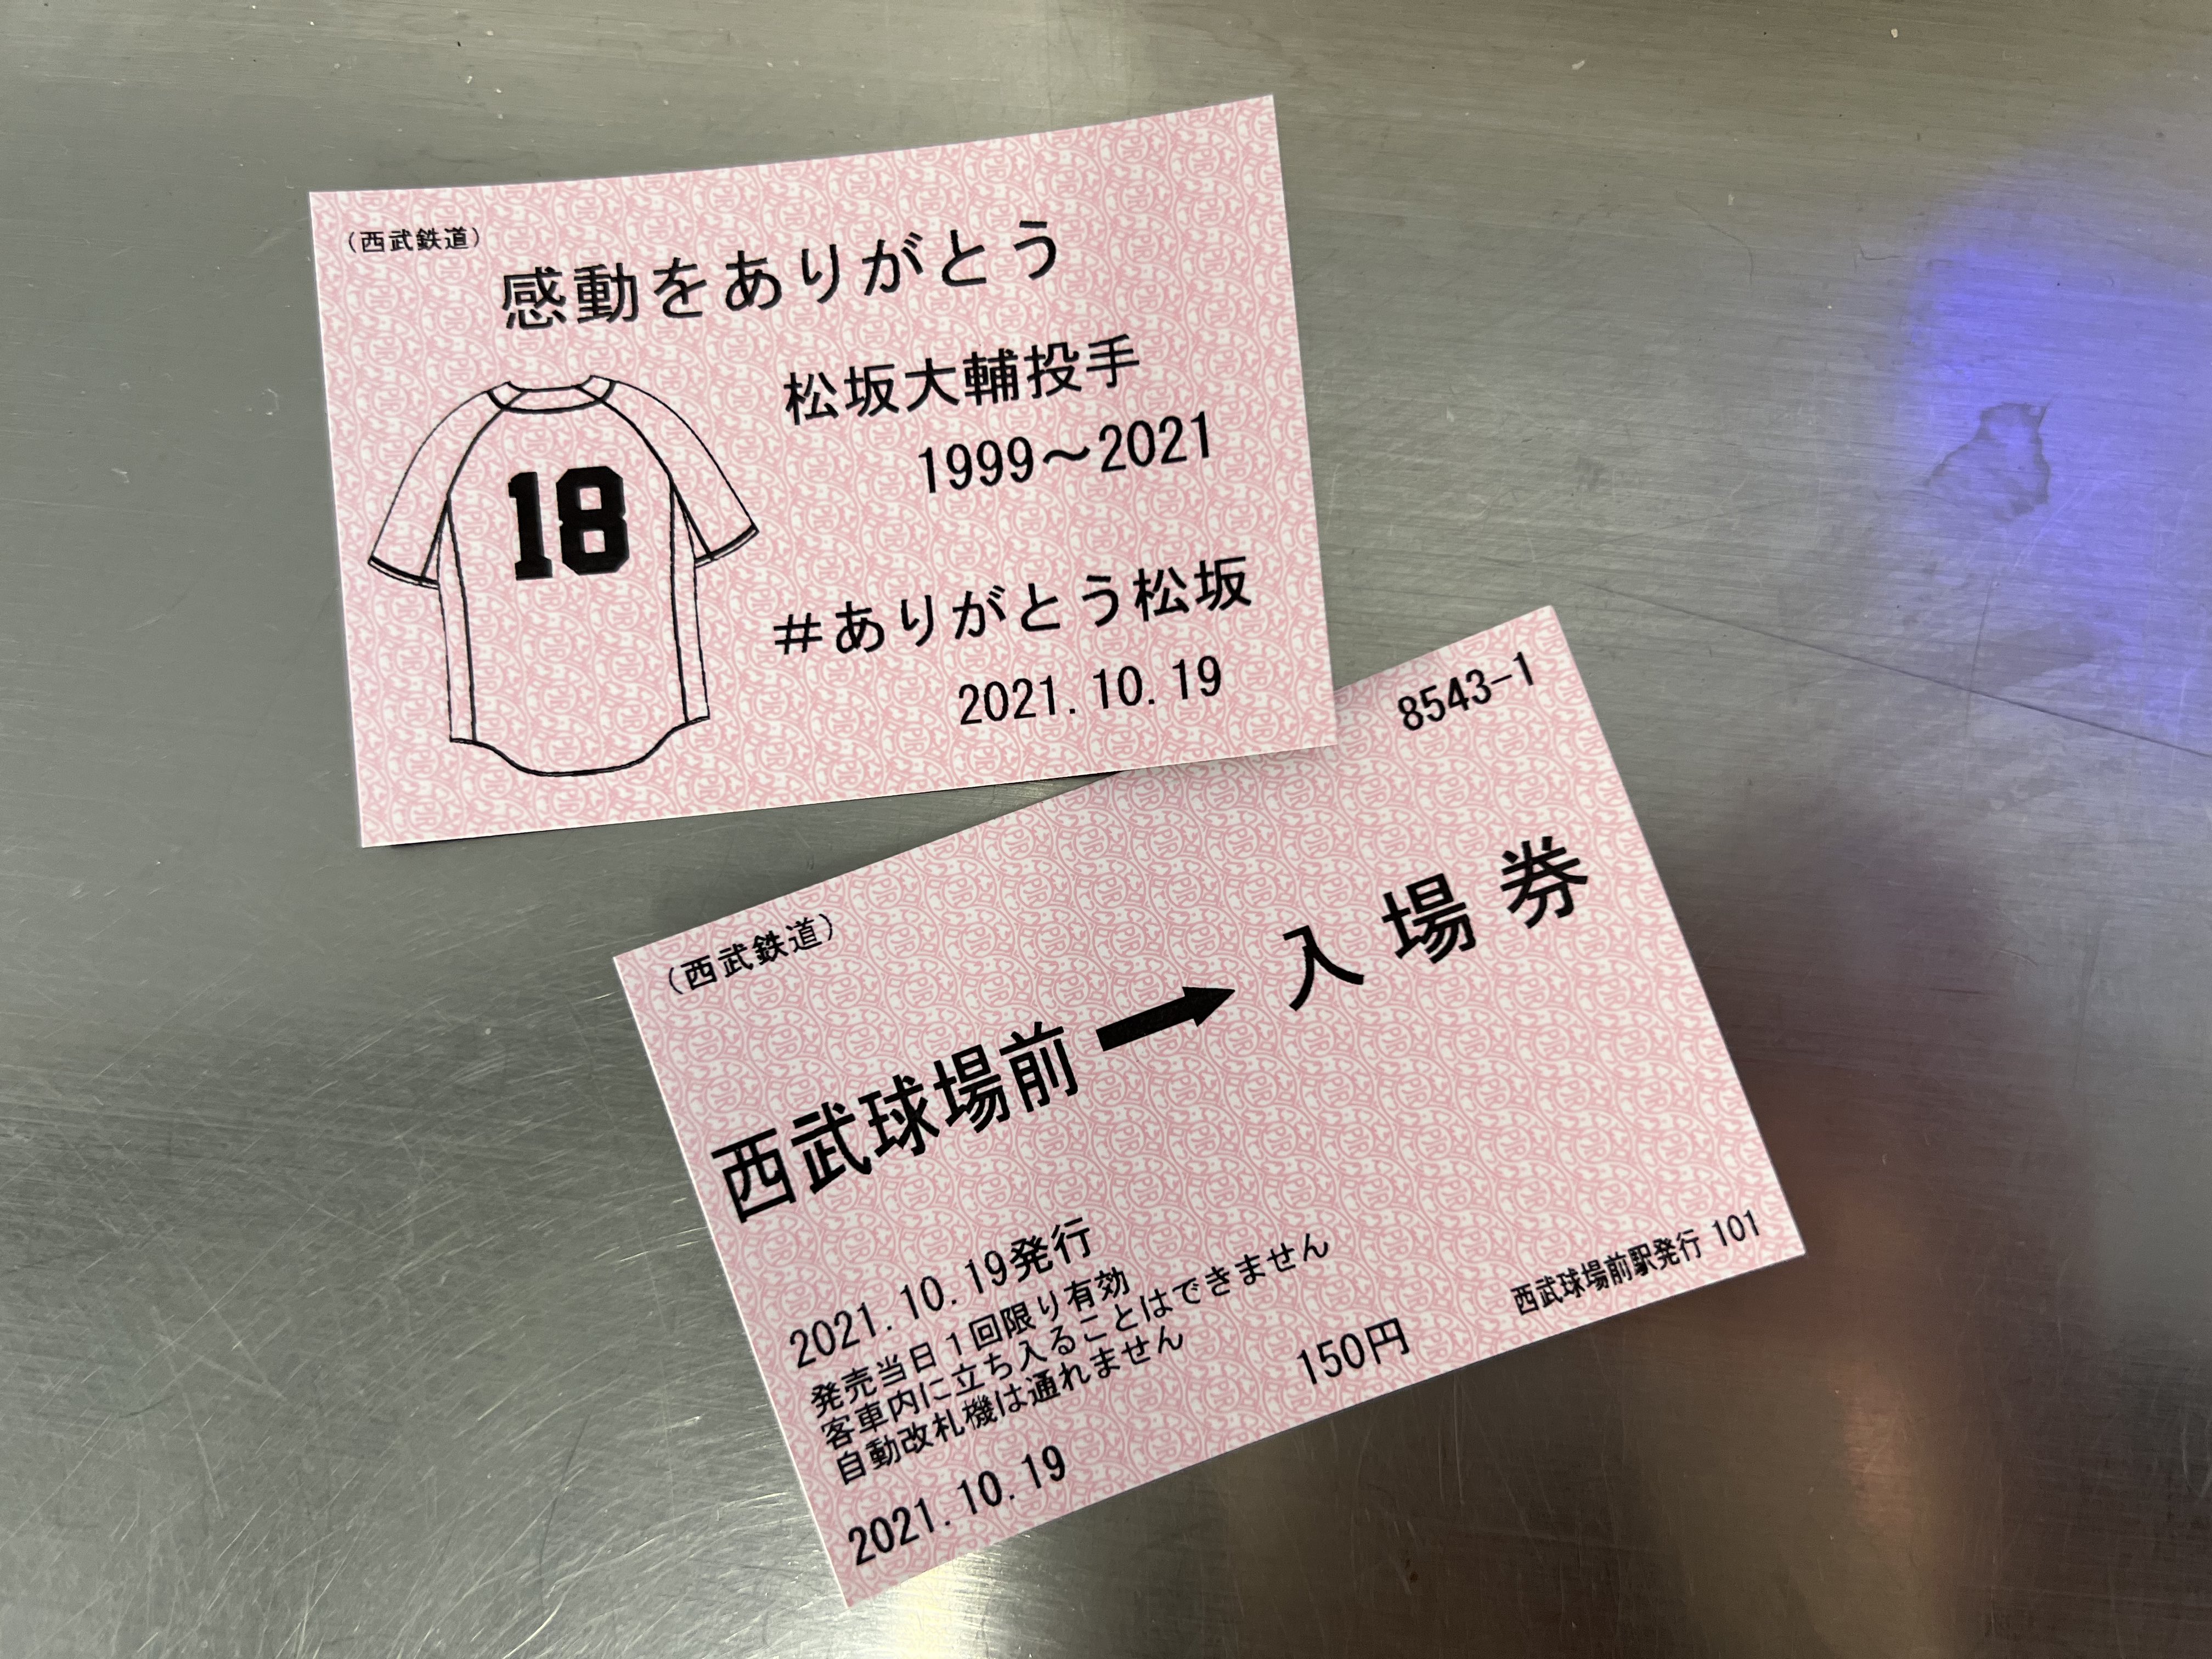 (西武鉄道)
感動をありがとう
松坂大輔投手
1999～2021
18
#ありがとう松坂
2021.10.19
8543-1
(西武鉄道)
西武球場前→入場券
2021.10.19発行
発売当日1回限り有効
客車内に立ち入ることはできません
自動改札機は通れません
150円
西武球場前駅発行 101
2021.10.19